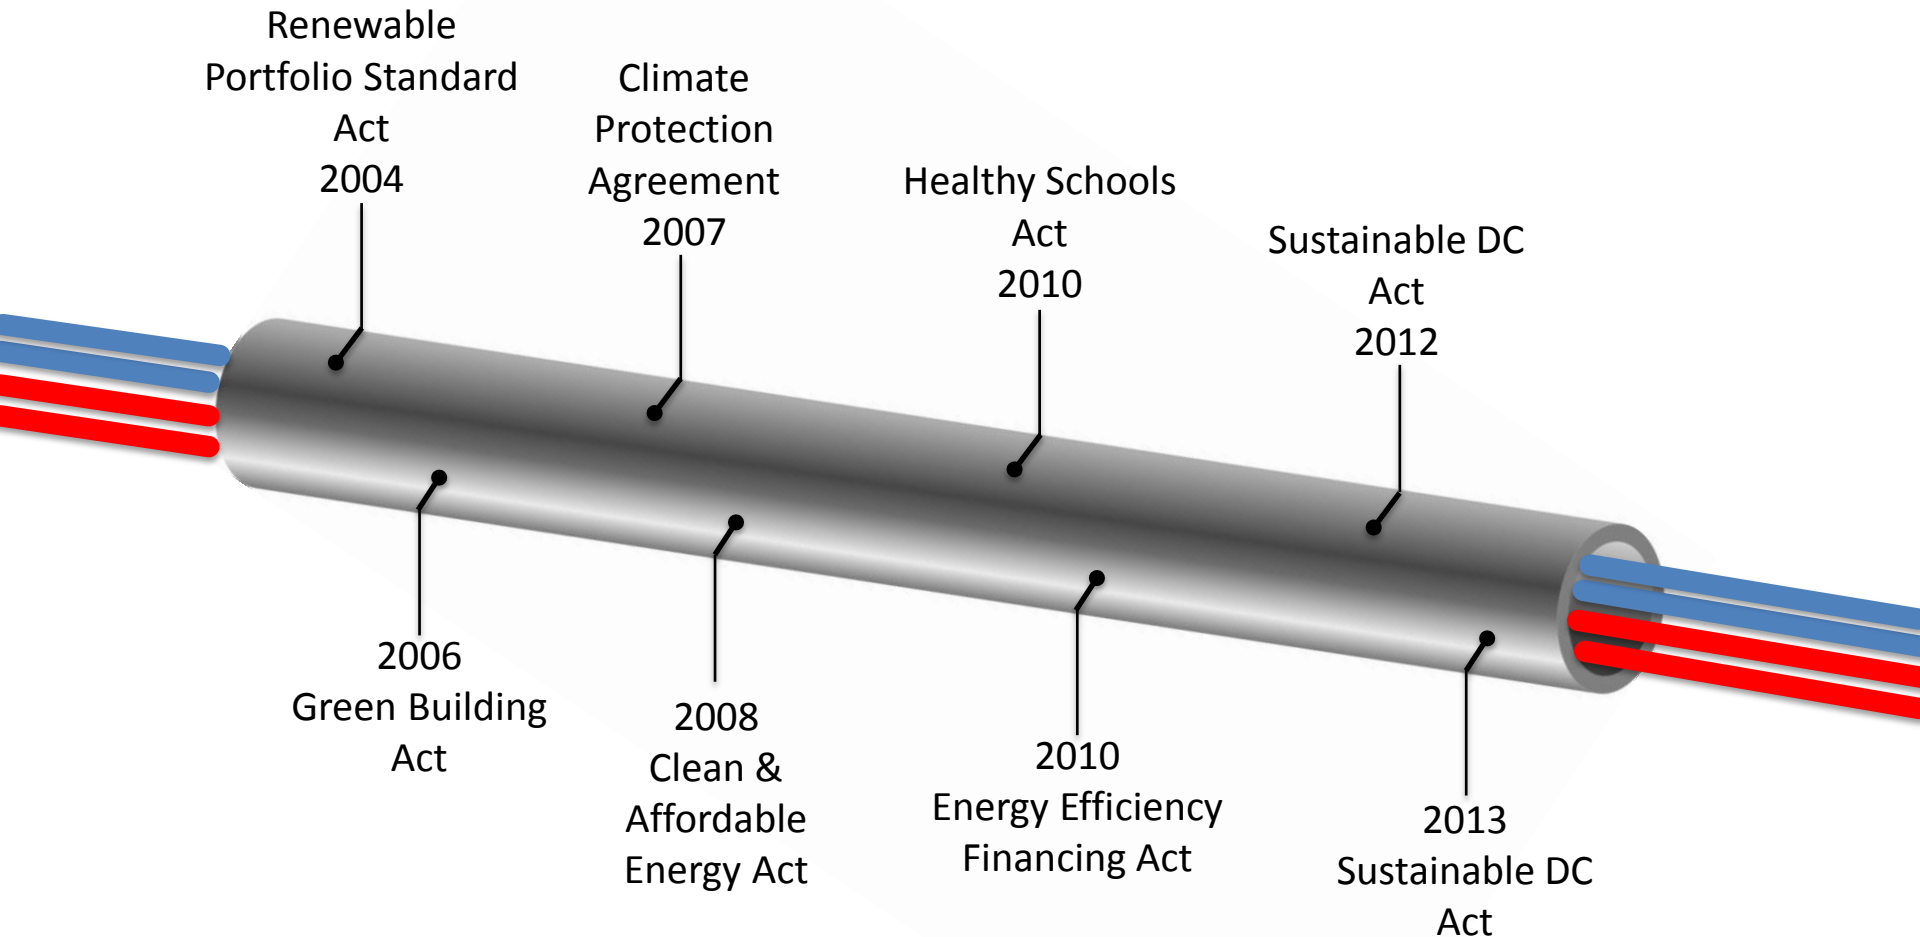 Renewable
Portfolio Standard
Act
2004
Climate
Protection
Agreement
2007
Healthy Schools
Act
2010
Sustainable DC
Act
2012
2006
Green Building
Act
2008
Clean &
Affordable
Energy Act
2010
Energy Efficiency
Financing Act
2013
Sustainable DC
Act